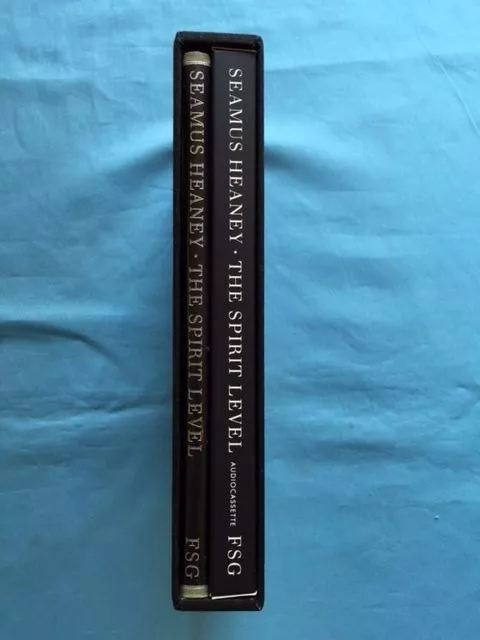 SEAMUS HEANEY · THE SPIRIT LEVEL FSG
SEAMUS HEANEY · THE SPIRIT LEVEL AUDIOCASSETTE FSG